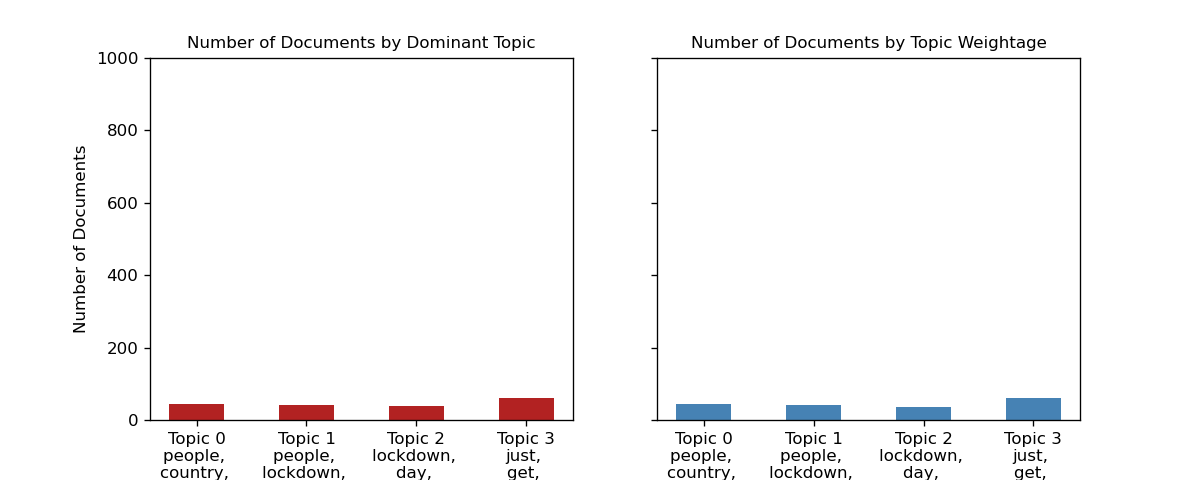 Number of Documents by Dominant Topic
Number of Documents
1000
800
600
400
200
0
Topic 0
people,
country,
Topic 1
people,
lockdown,
Topic 2
lockdown,
day,
Topic 3
just,
get,
Number of Documents by Topic Weightage
Topic 0
people,
country,
Topic 1
people,
lockdown,
Topic 2
lockdown,
day,
Topic 3
just,
get,